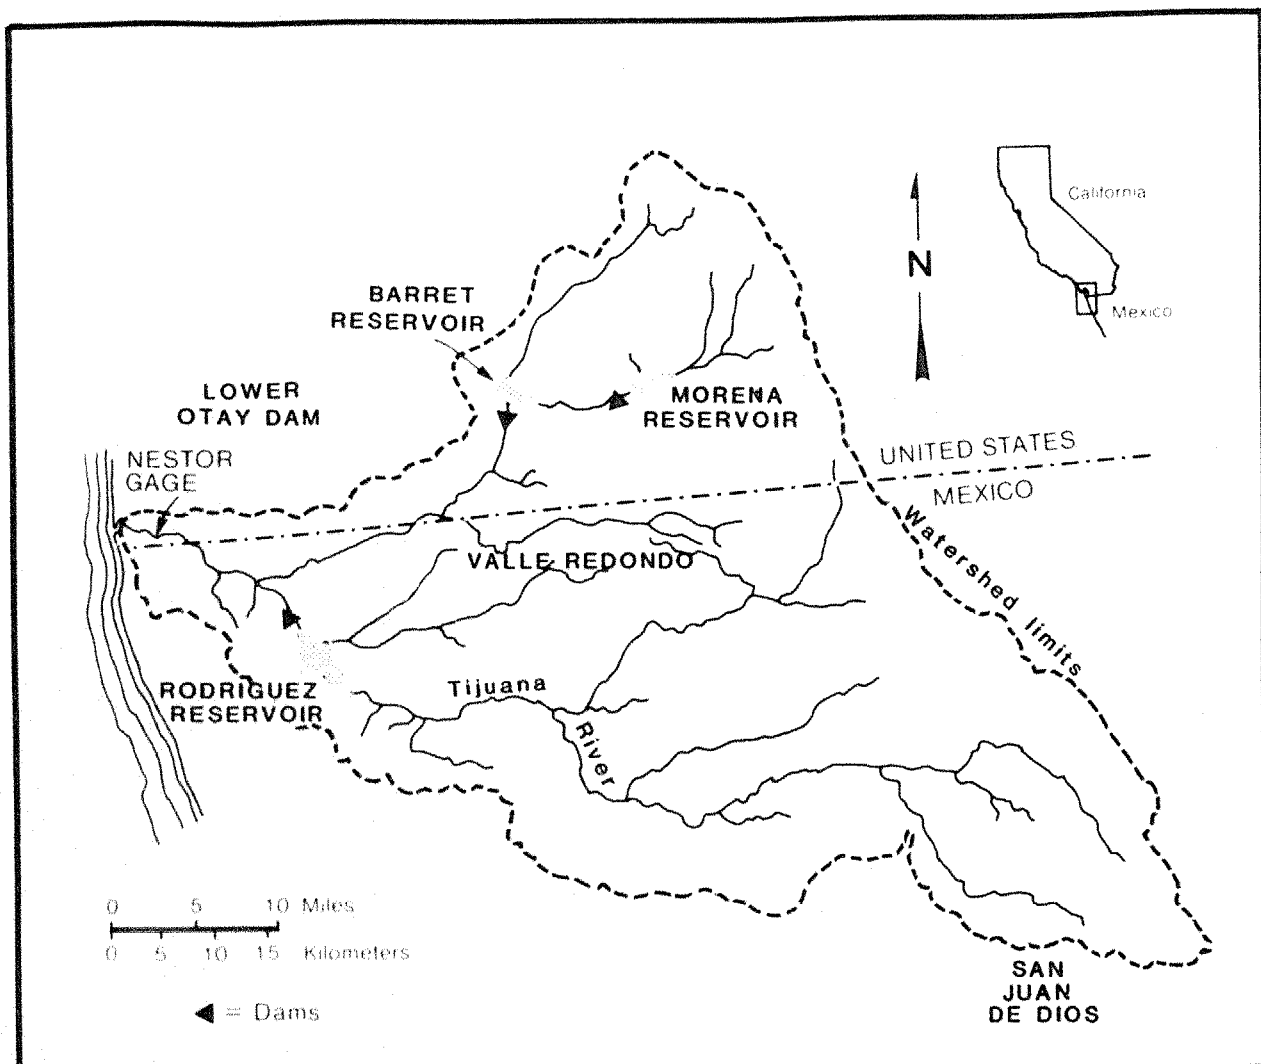 California
N
Mexico
BARRET
RESERVOIR
LOWER
OTAY DAM
MORENA
RESERVOIR
NESTOR
GAGE
UNITED STATES
MEXICO
Watershed limits
VALLE REDONDO
RODRIGUEZ
RESERVOIR
Tijuana
River
0 5 10 Miles
0 5 10 15 Kilometers
SAN
JUAN
DE DIOS
= Dams